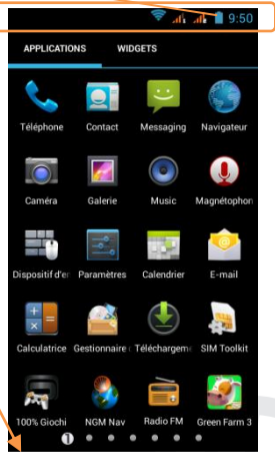 9:50
APPLICATIONS WIDGETS
Téléphone Contact Messaging Navigateur
Caméra Galerie Music Magnétophon
Dispositif d'er Paramètres Calendrier E-mail
Calculatrice Gestionnaire Téléchargem SIM Toolkit
100% Giochi NGM Nav Radio FM Green Farm 3
1